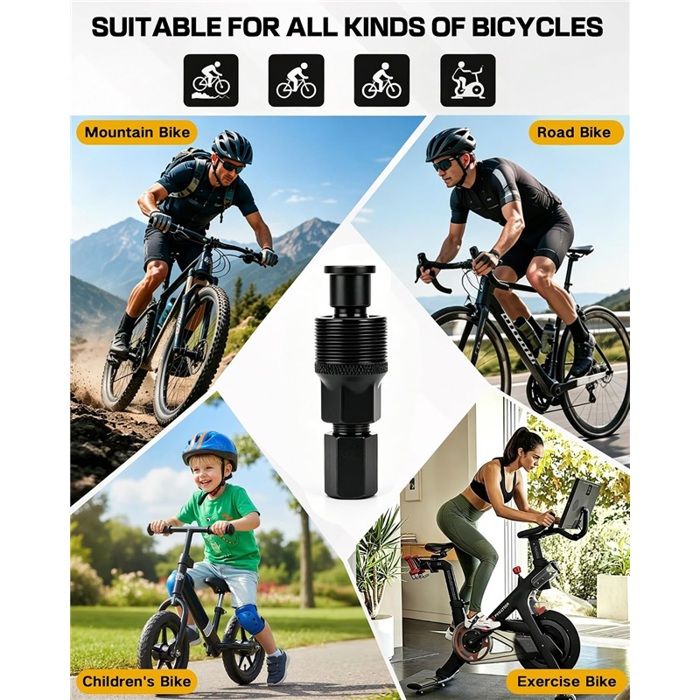 SUITABLE FOR ALL KINDS OF BICYCLES
Mountain Bike
Road Bike
Children's Bike
Exercise Bike